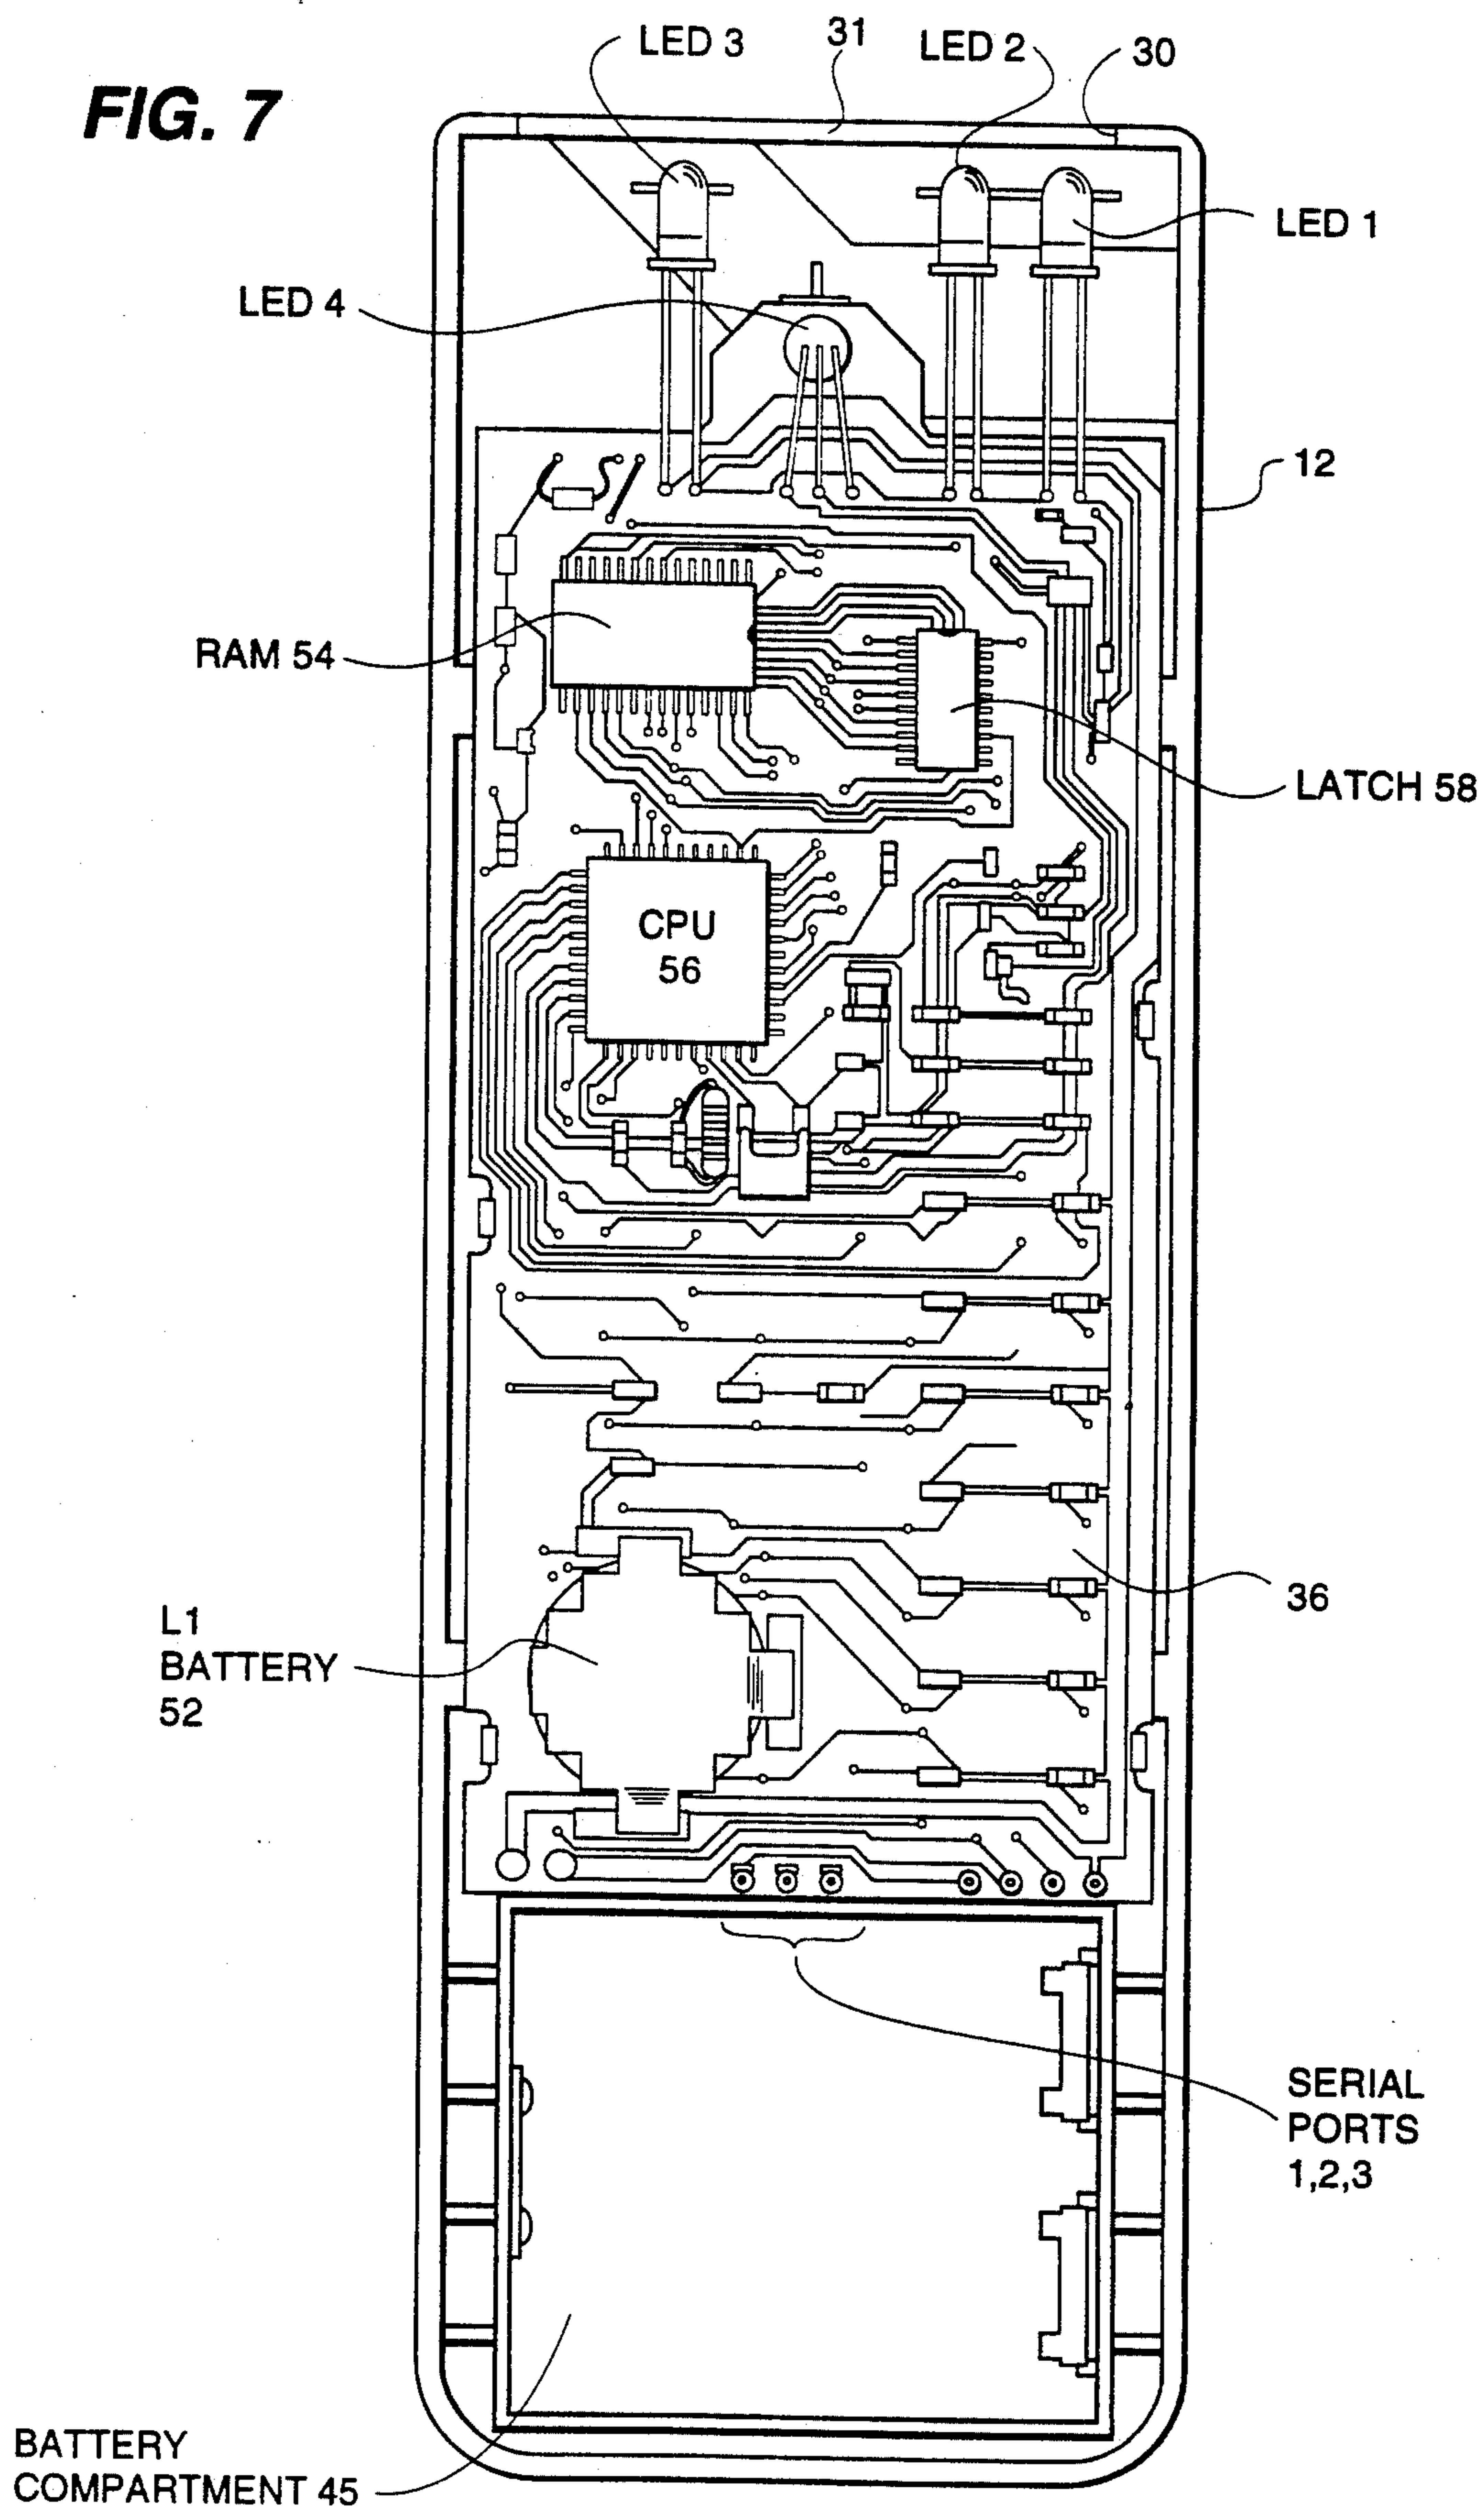 FIG. 7
LED 3
31
LED 2
30
LED 1
LED 4
12
RAM 54
LATCH 58
CPU
56
36
L1
BATTERY
52
SERIAL
PORTS
1,2,3
BATTERY
COMPARTMENT 45